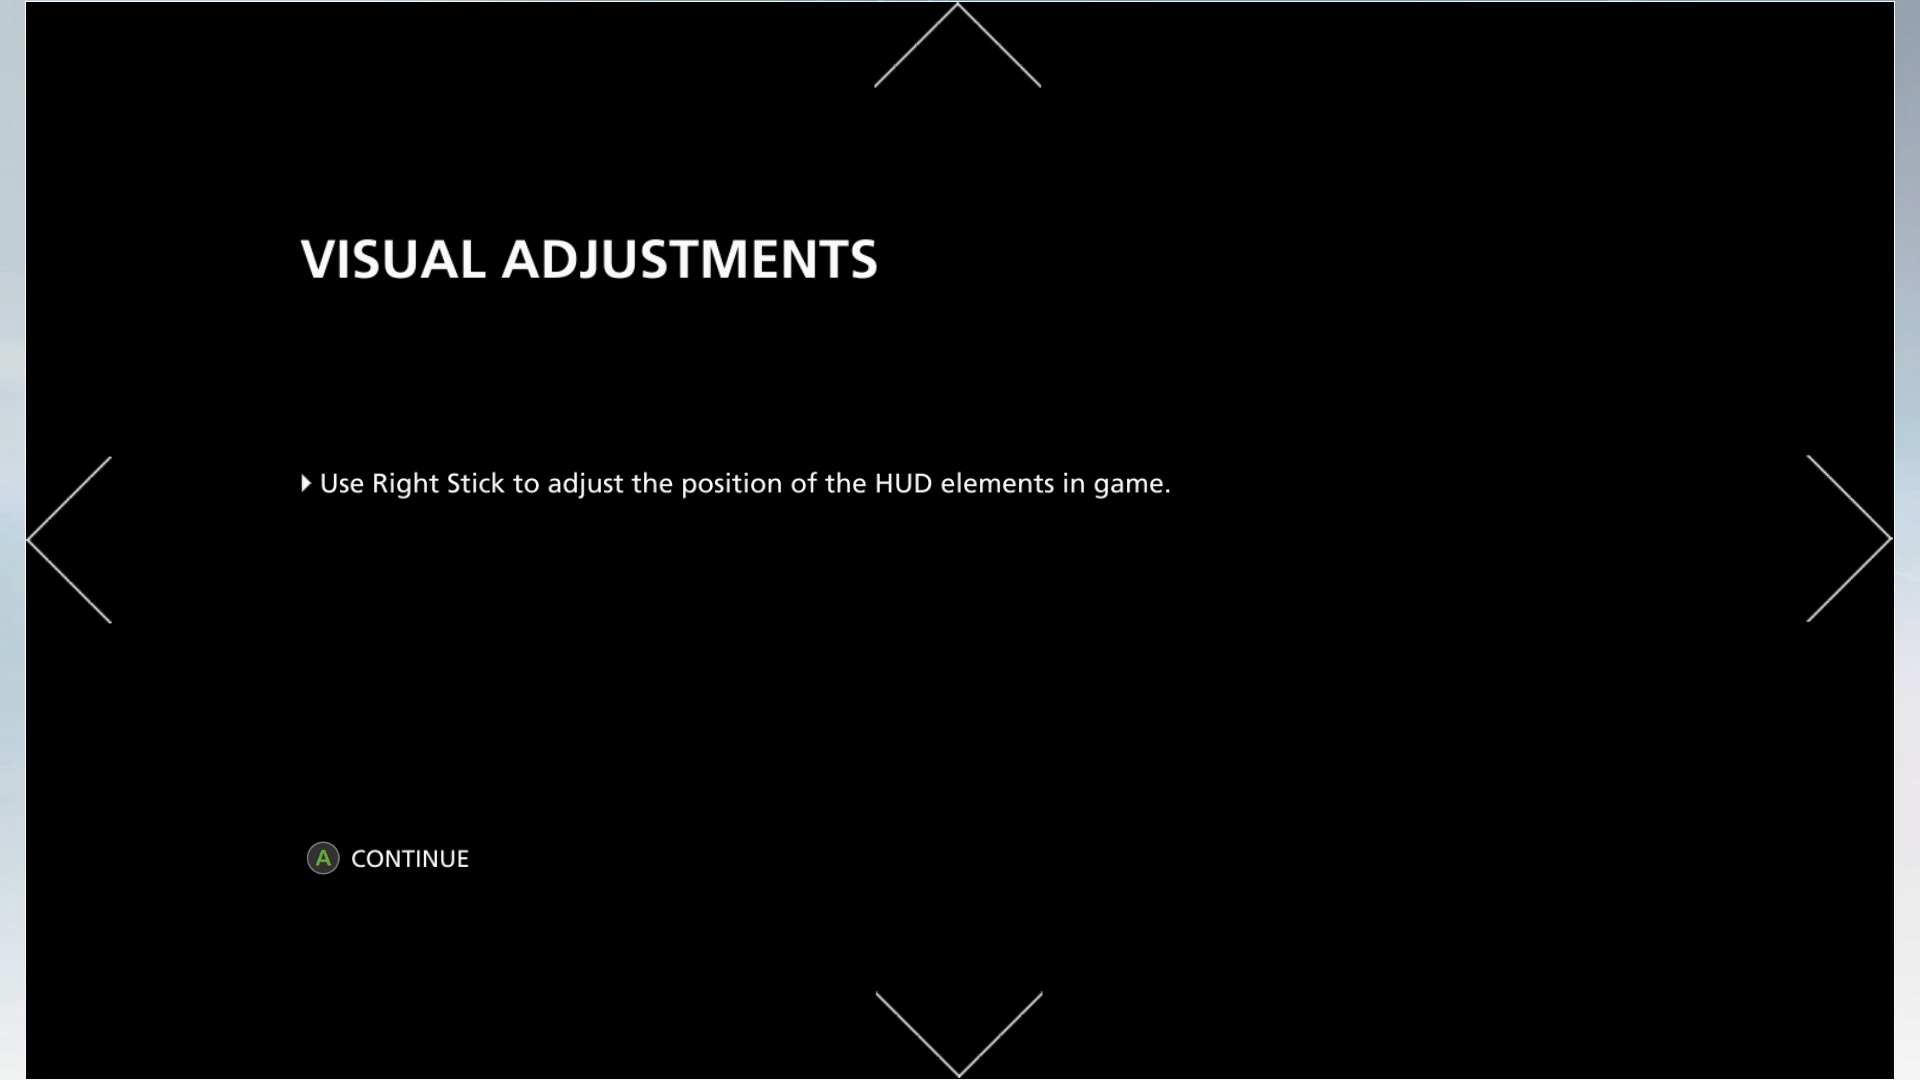 VISUAL ADJUSTMENTS
Use Right Stick to adjust the position of the HUD elements in game.
A CONTINUE